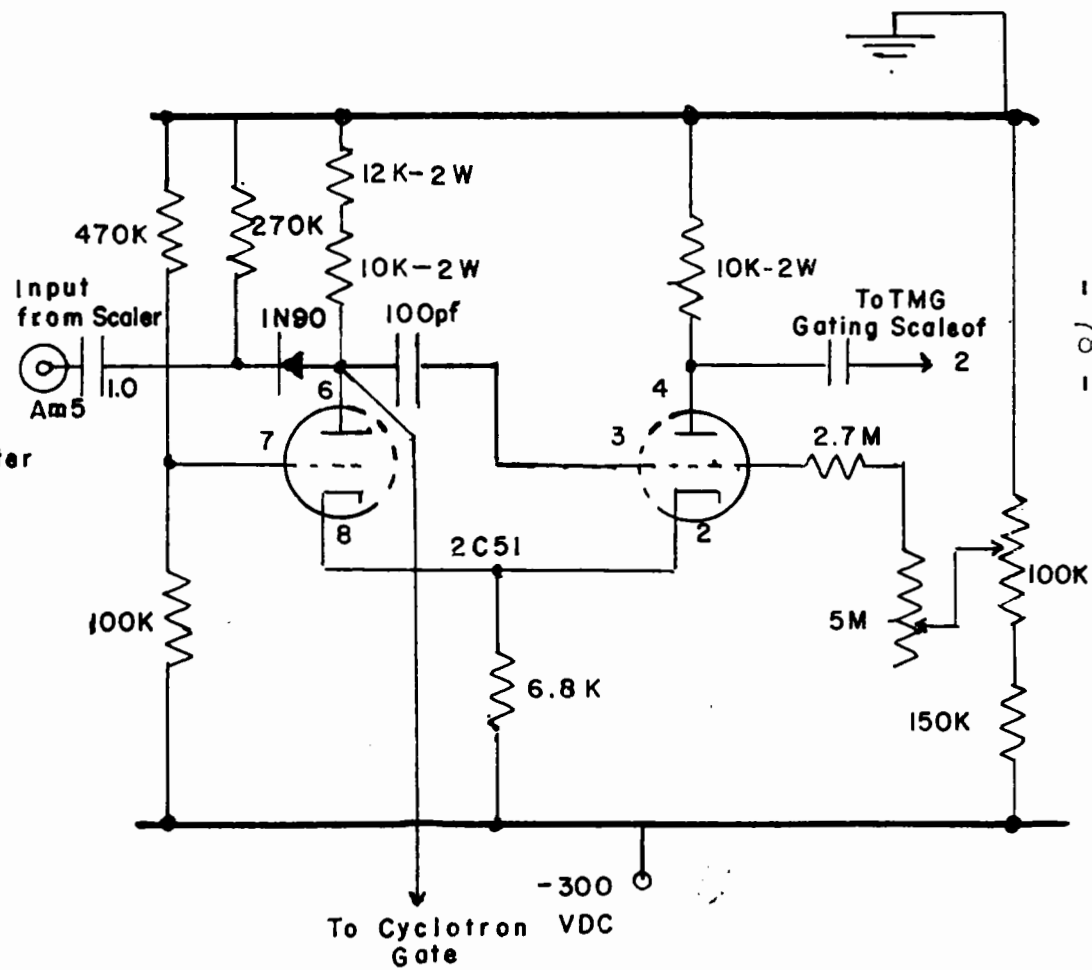 12K-2W
470K
270K
10K-2W
10K-2W
Input
from Scaler
1N90
100pf
To TMG
Gating Scaleof
2
1.0
Am5
6
4
7
3
2.7M
8
2
2C51
100K
100K
5M
6.8K
150K
-300
VDC
To Cyclotron
Gate